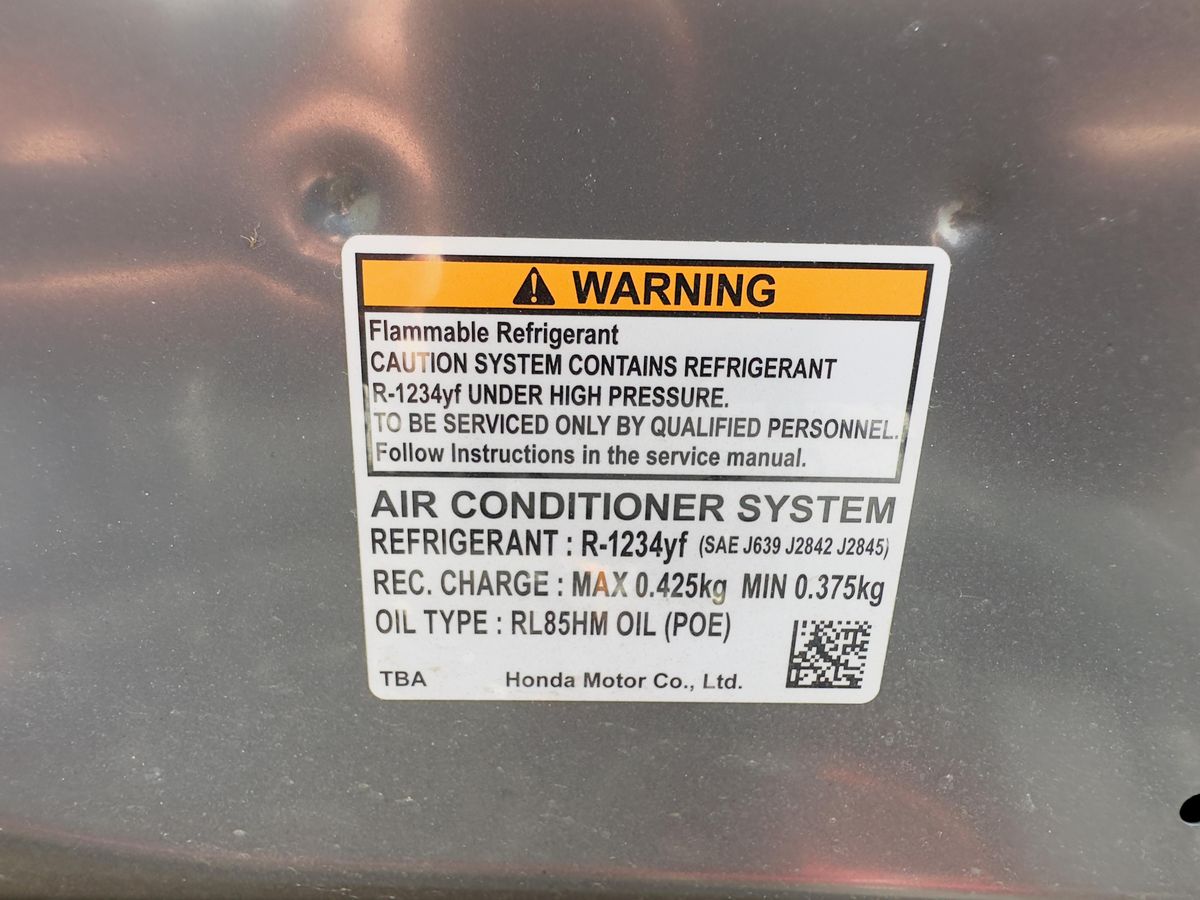 WARNING
Flammable Refrigerant
CAUTION SYSTEM CONTAINS REFRIGERANT
R-1234yf UNDER HIGH PRESSURE.
TO BE SERVICED ONLY BY QUALIFIED PERSONNEL.
Follow Instructions in the service manual.
AIR CONDITIONER SYSTEM
REFRIGERANT : R-1234yf (SAE J639 J2842 J2845)
REC. CHARGE : MAX 0.425kg MIN 0.375kg
OIL TYPE : RL85HM OIL (POE)
TBA Honda Motor Co., Ltd.